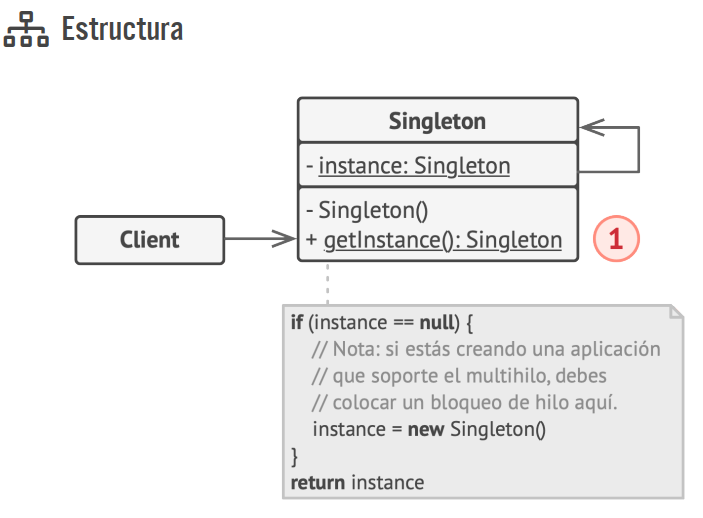 Estructura
Singleton
- instance: Singleton
- Singleton()
+ getInstance(): Singleton
Client
1
if (instance == null) {
// Nota: si estás creando una aplicación
// que soporte el multihilo, debes
// colocar un bloqueo de hilo aquí.
instance = new Singleton()
}
return instance